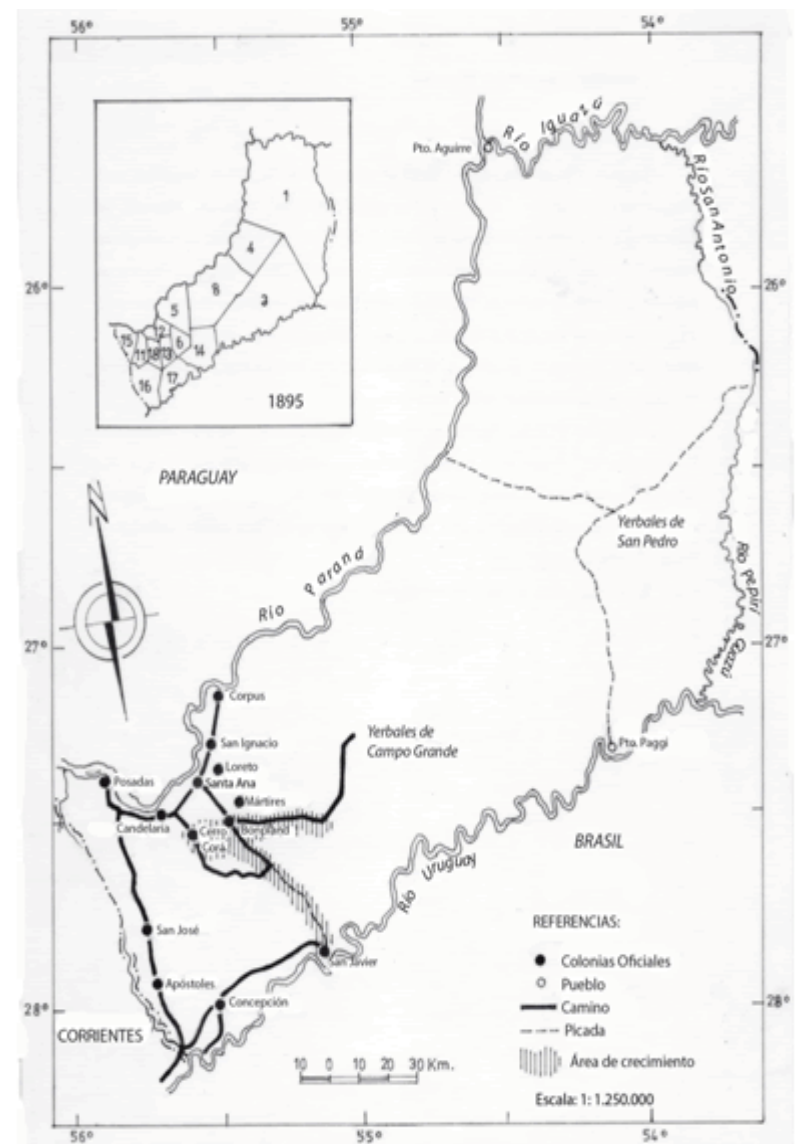 56°
55°
54°
Pto. Aguirre
Río Iguazú
Río San Antonio
1
4
8
3
5
12
15
11
18
13
6
14
16
17
1895
26°
26°
PARAGUAY
N
Yerbales de
San Pedro
Río Paraná
Río Pepirí
Guazú
27°
27°
Corpus
San Ignacio
Yerbales de
Campo Grande
Loreto
Posadas
Santa Ana
Pto. Paggi
Mártires
Candelaria
Cerro
Corá
Bonpland
BRASIL
Río Uruguay
San José
San Javier
Apóstoles
Concepción
28°
28°
CORRIENTES
REFERENCIAS:
Colonias Oficiales
Pueblo
Camino
Picada
Área de crecimiento
10 0 10 20 30 Km.
Escala: 1: 1.250.000
56°
55°
54°